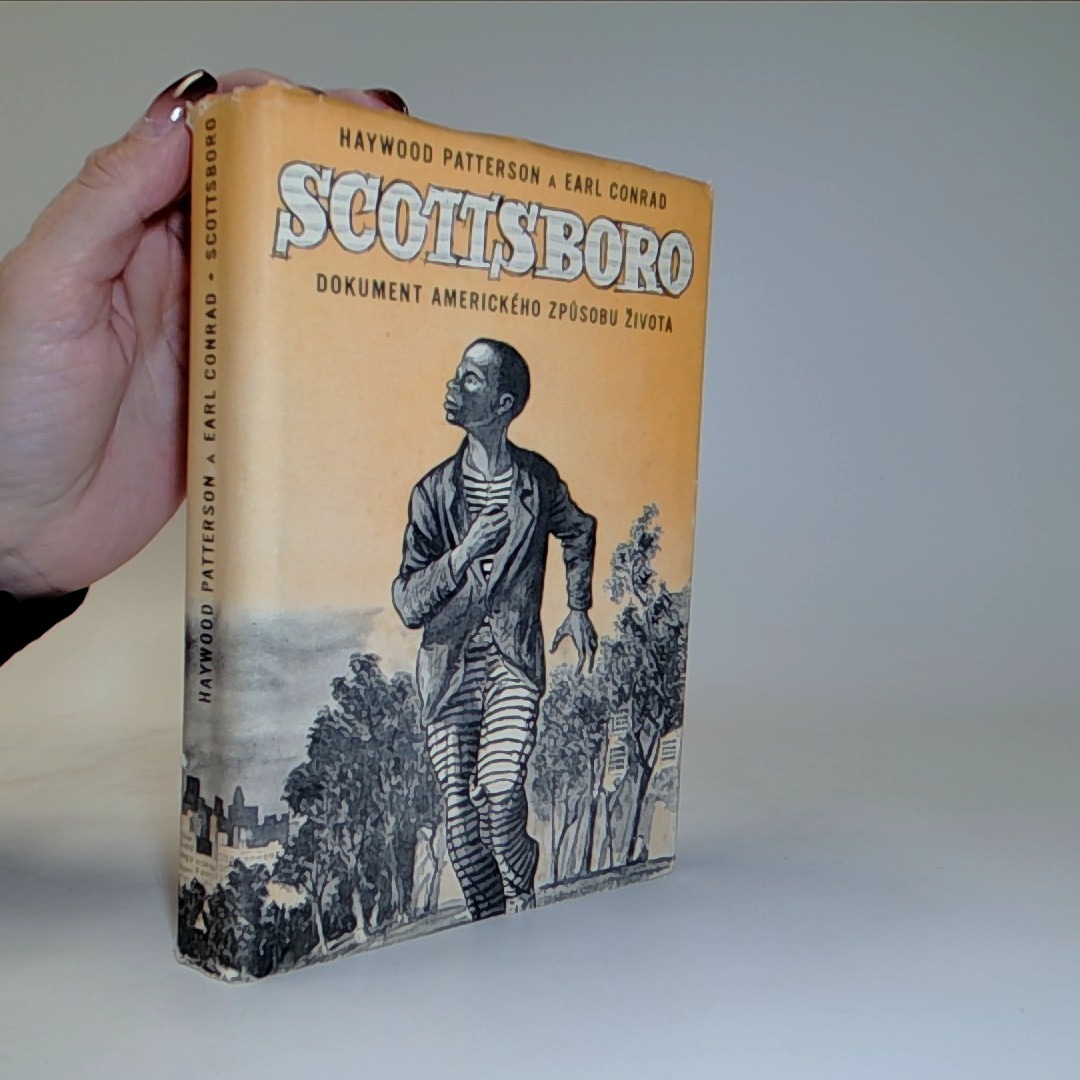 HAYWOOD PATTERSON A EARL CONRAD
SCOTTSBORO
DOKUMENT AMERICKÉHO ZPŮSOBU ŽIVOTA
HAYWOOD PATTERSON A EARL CONRAD • SCOTTSBORO